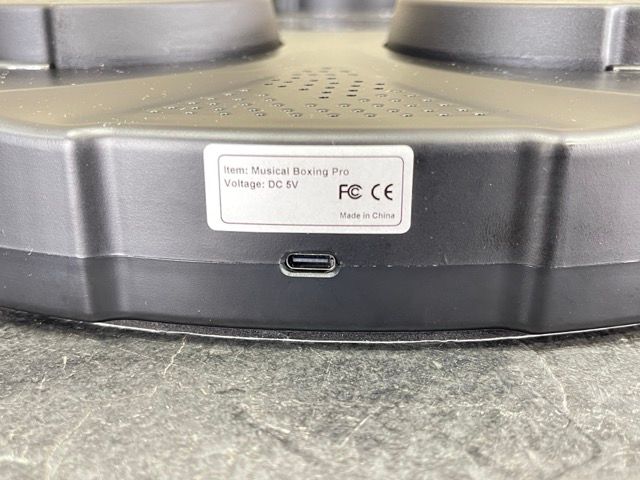 Item: Musical Boxing Pro
Voltage: DC 5V
FC CE
Made in China